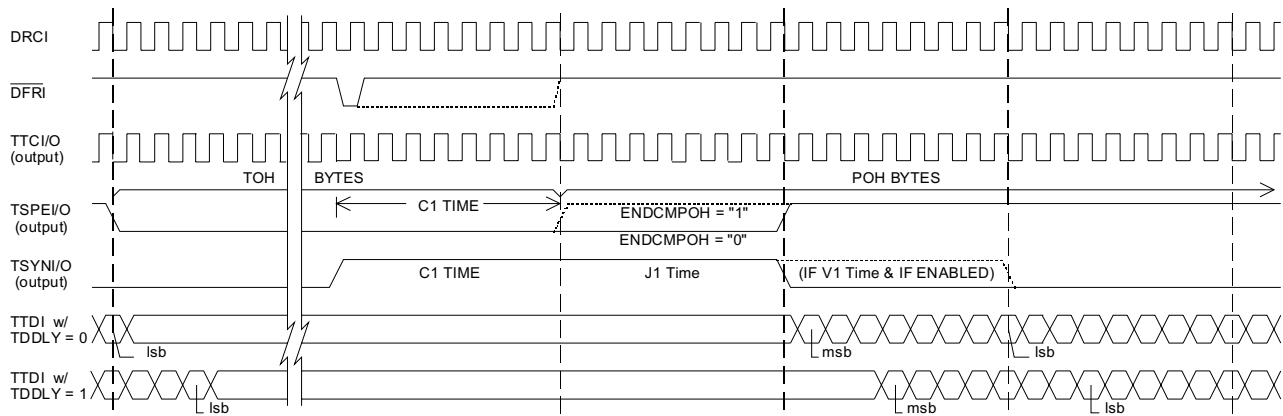 DRCI
DFRI
TTCI/O
(output)
TOH BYTES
POH BYTES
TSPEI/O
(output)
C1 TIME
ENDCMPOH = "1"
ENDCMPOH = "0"
TSYNI/O
(output)
C1 TIME
J1 Time
(IF V1 Time & IF ENABLED)
TTDI w/
TDDLY = 0
lsb
msb
lsb
TTDI w/
TDDLY = 1
lsb
msb
lsb